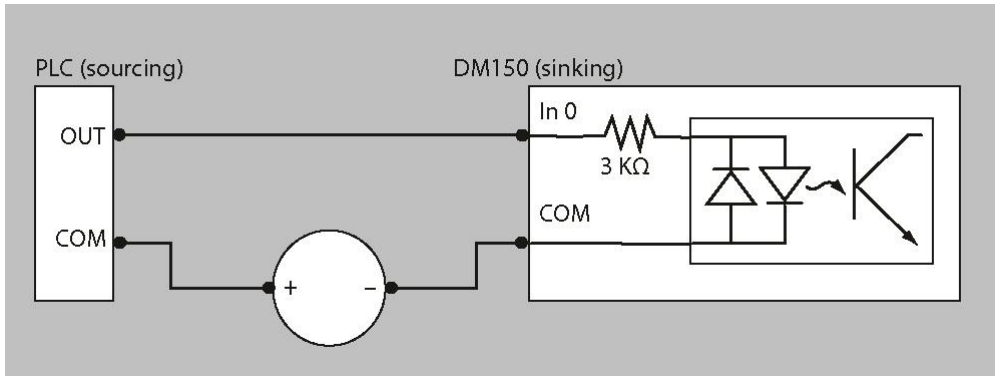 PLC (sourcing)
DM150 (sinking)
OUT
In 0
3 KΩ
COM
COM
+
–